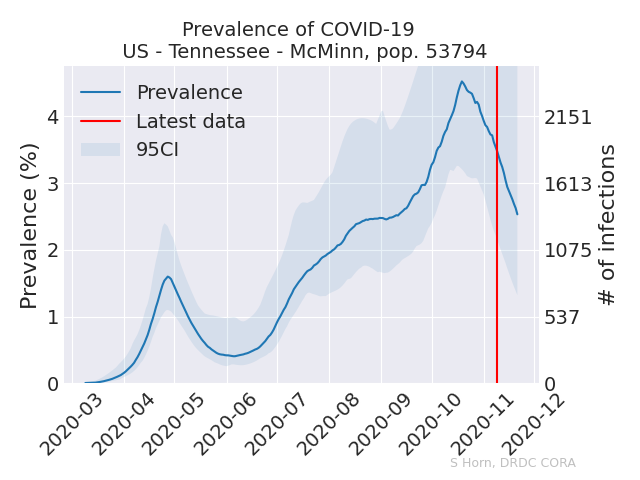 Prevalence of COVID-19
US - Tennessee - McMinn, pop. 53794
Prevalence
Latest data
95CI
Prevalence (%)
4
3
2
1
0
2151
1613
1075
537
0
# of infections
2020-03
2020-04
2020-05
2020-06
2020-07
2020-08
2020-09
2020-10
2020-11
2020-12
S Horn, DRDC CORA